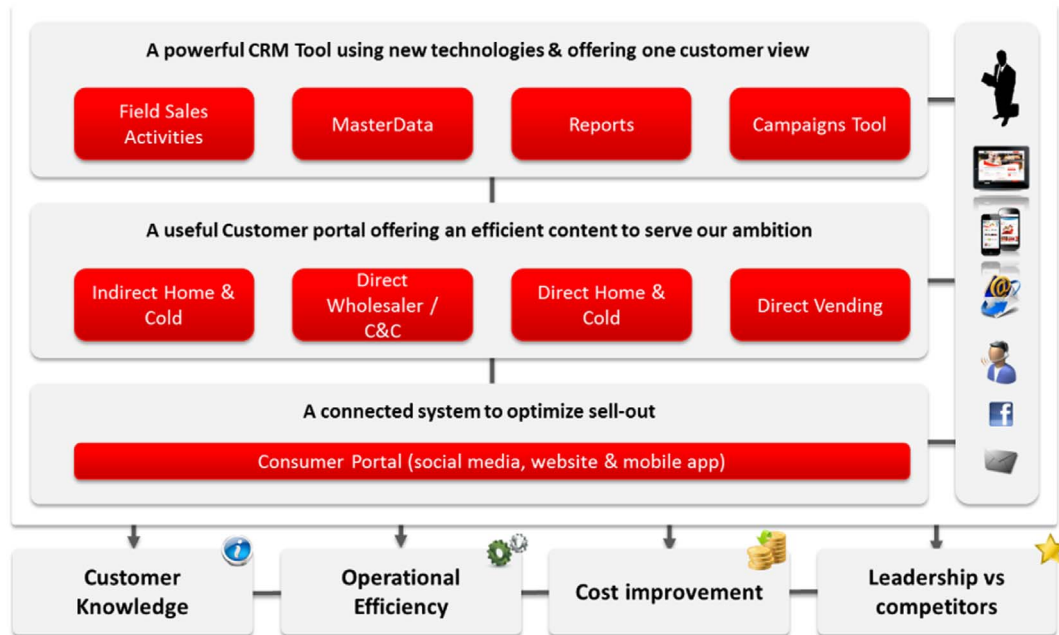 A powerful CRM Tool using new technologies & offering one customer view
Field Sales
Activities
MasterData
Reports
Campaigns Tool
A useful Customer portal offering an efficient content to serve our ambition
Indirect Home &
Cold
Direct
Wholesaler /
C&C
Direct Home &
Cold
Direct Vending
A connected system to optimize sell-out
Consumer Portal (social media, website & mobile app)
Customer
Knowledge
Operational
Efficiency
Cost improvement
Leadership vs
competitors